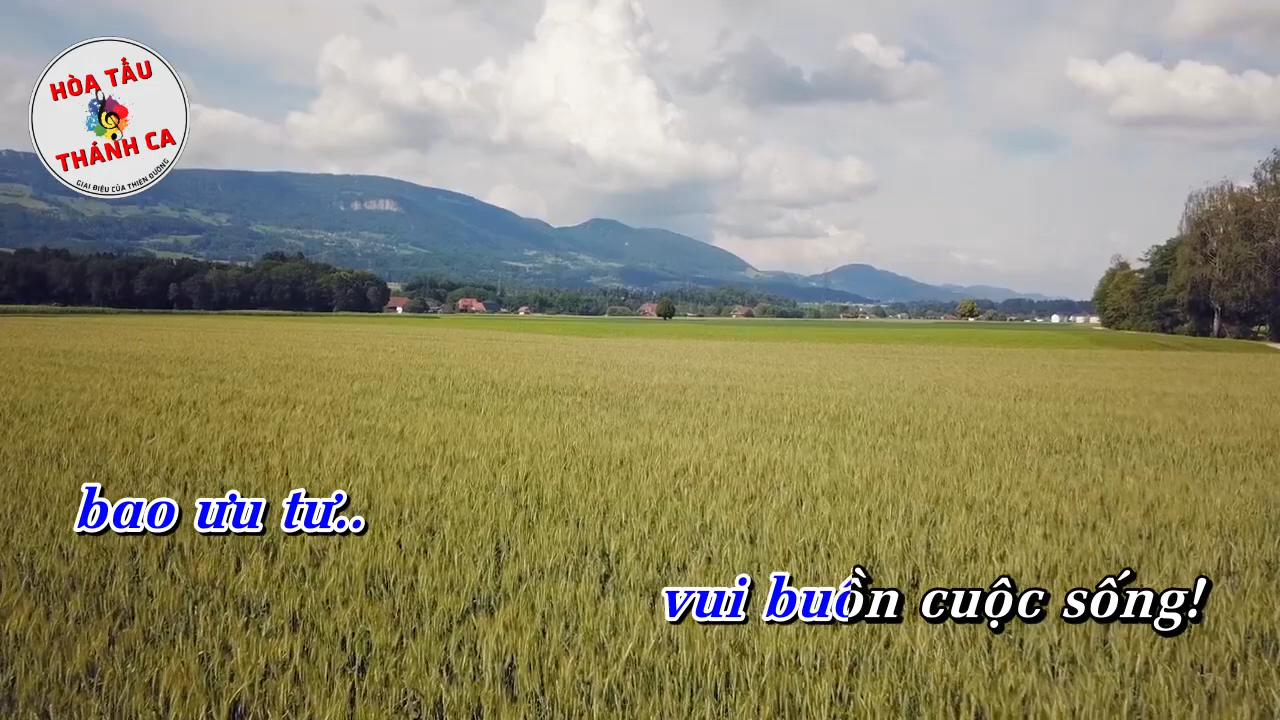 HÒA TẤU
THÁNH CA
GIAI ĐIỆU CỦA THIÊN ĐƯỜNG
bao ưu tư..
vui buồn cuộc sống!